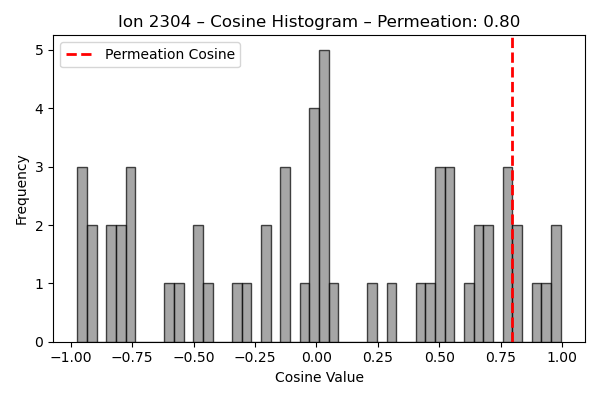 Ion 2304 – Cosine Histogram – Permeation: 0.80
Permeation Cosine
Frequency
5
4
3
2
1
0
−1.00 −0.75 −0.50 −0.25 0.00 0.25 0.50 0.75 1.00
Cosine Value